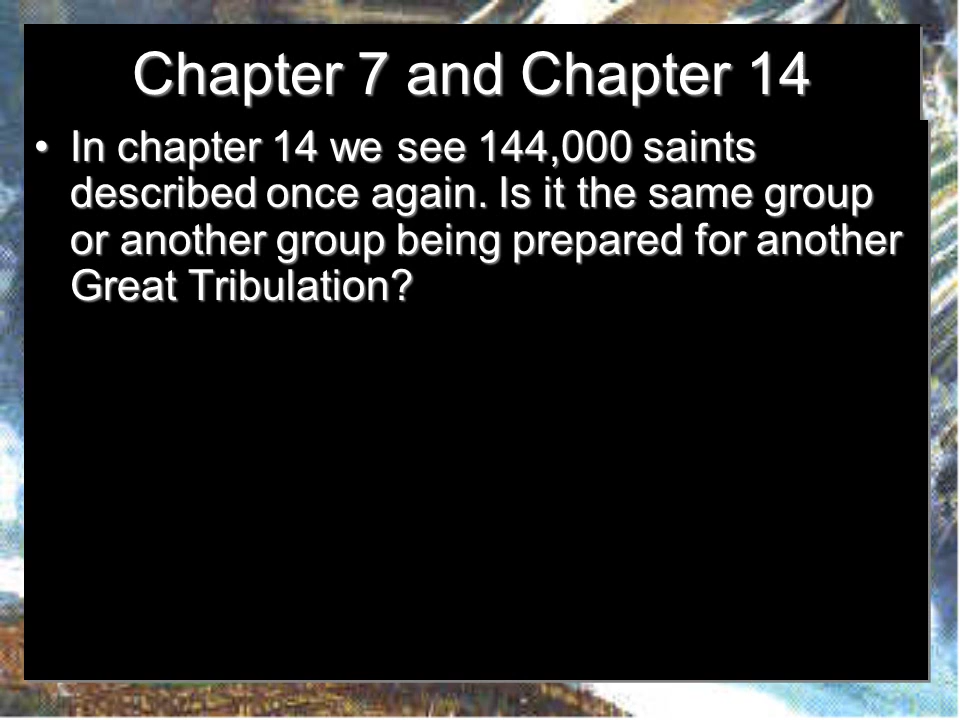 Chapter 7 and Chapter 14
• In chapter 14 we see 144,000 saints
described once again. Is it the same group
or another group being prepared for another
Great Tribulation?